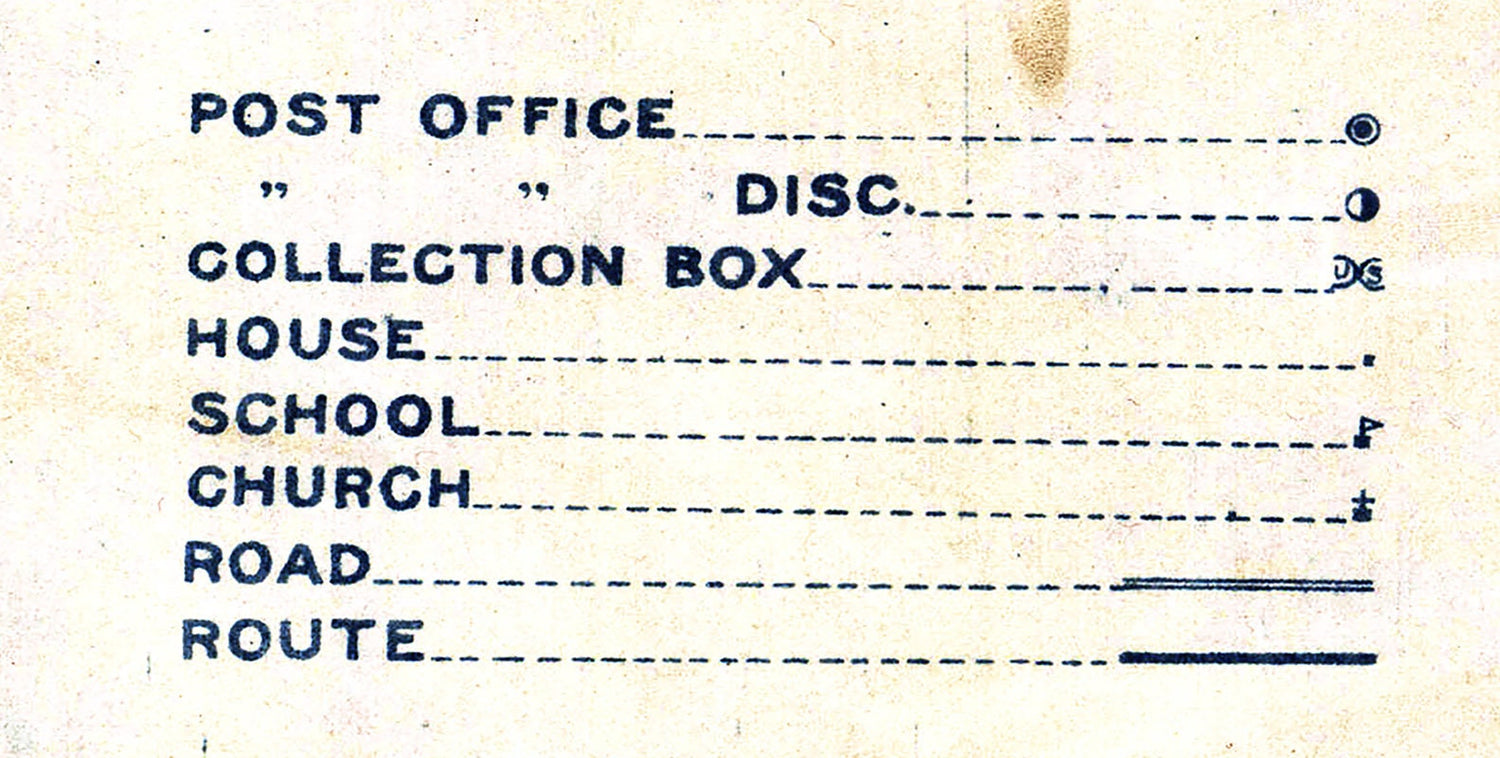 POST OFFICE
” ” DISC.
COLLECTION BOX
HOUSE
SCHOOL
CHURCH
ROAD
ROUTE